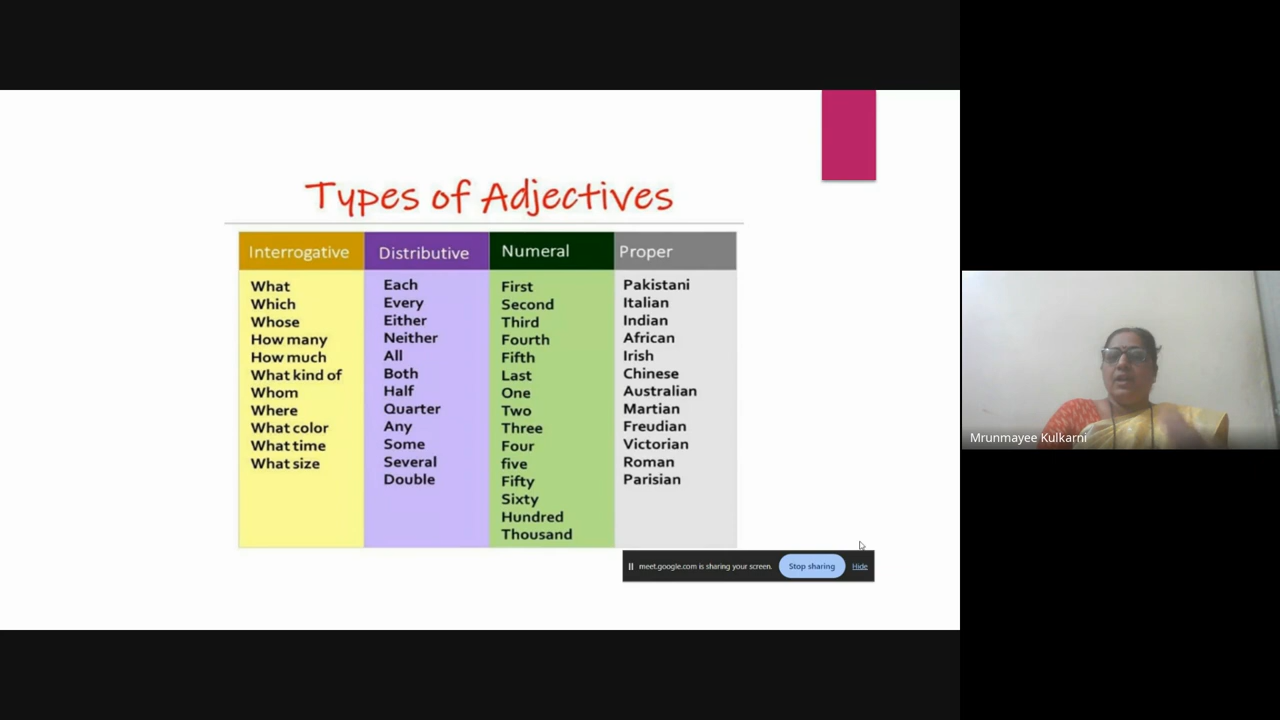 Types of Adjectives
Interrogative
What
Which
Whose
How many
How much
What kind of
Whom
Where
What color
What time
What size
Distributive
Each
Every
Either
Neither
All
Both
Half
Quarter
Any
Some
Several
Double
Numeral
First
Second
Third
Fourth
Fifth
Last
One
Two
Three
Four
five
Fifty
Sixty
Hundred
Thousand
Proper
Pakistani
Italian
Indian
African
Irish
Chinese
Australian
Martian
Freudian
Victorian
Roman
Parisian
meet.google.com is sharing your screen.
Stop sharing
Hide
Mrunmayee Kulkarni